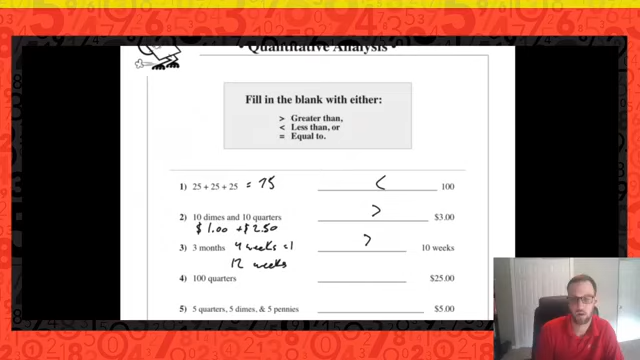 • Quantitative Analysis •
Fill in the blank with either:
> Greater than,
< Less than, or
= Equal to.
1) 25 + 25 + 25 = 75 < 100
2) 10 dimes and 10 quarters > $3.00
$1.00 + $2.50
3) 3 months 4 weeks =1 > 10 weeks
12 weeks
4) 100 quarters $25.00
5) 5 quarters, 5 dimes, & 5 pennies $5.00